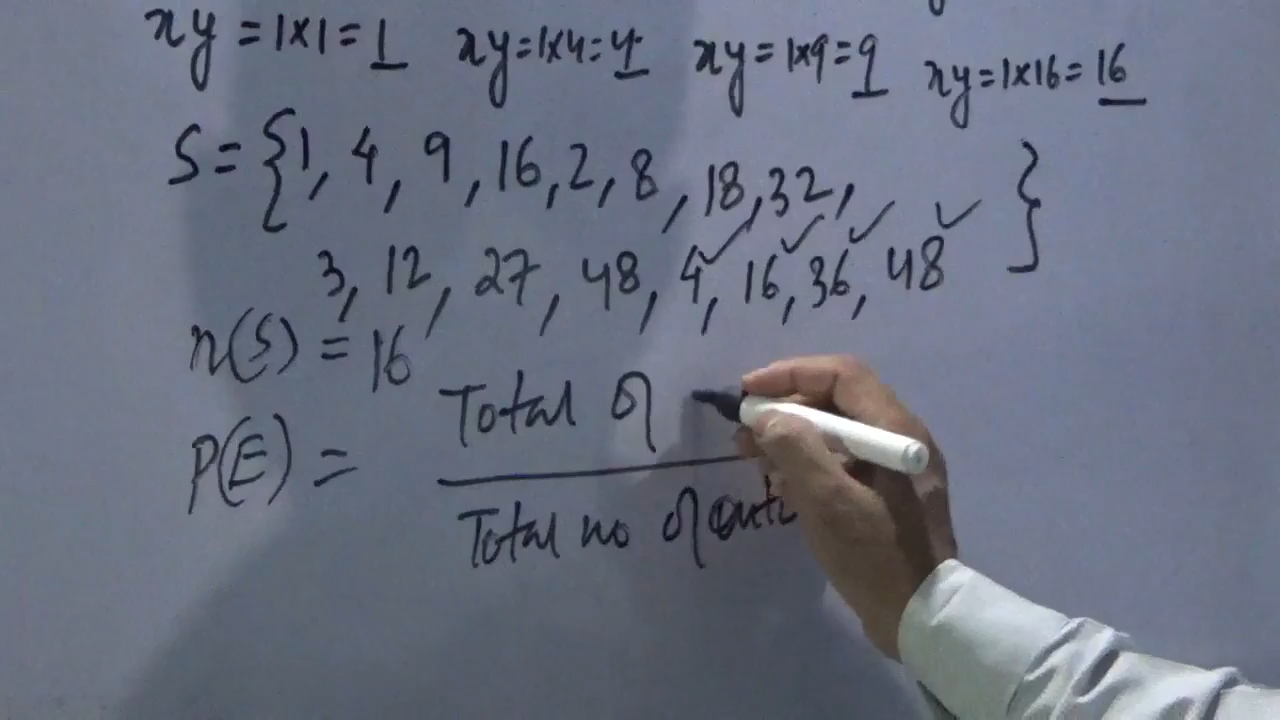 xy = 1×1 = 1 xy = 1×4 = 4 xy = 1×9 = 9 xy = 1×16 = 16
S = {1, 4, 9, 16, 2, 8, 18, 32,
3, 12, 27, 48, 4, 16, 36, 48 }
n(S) = 16
P(E) = Total of
Total no of